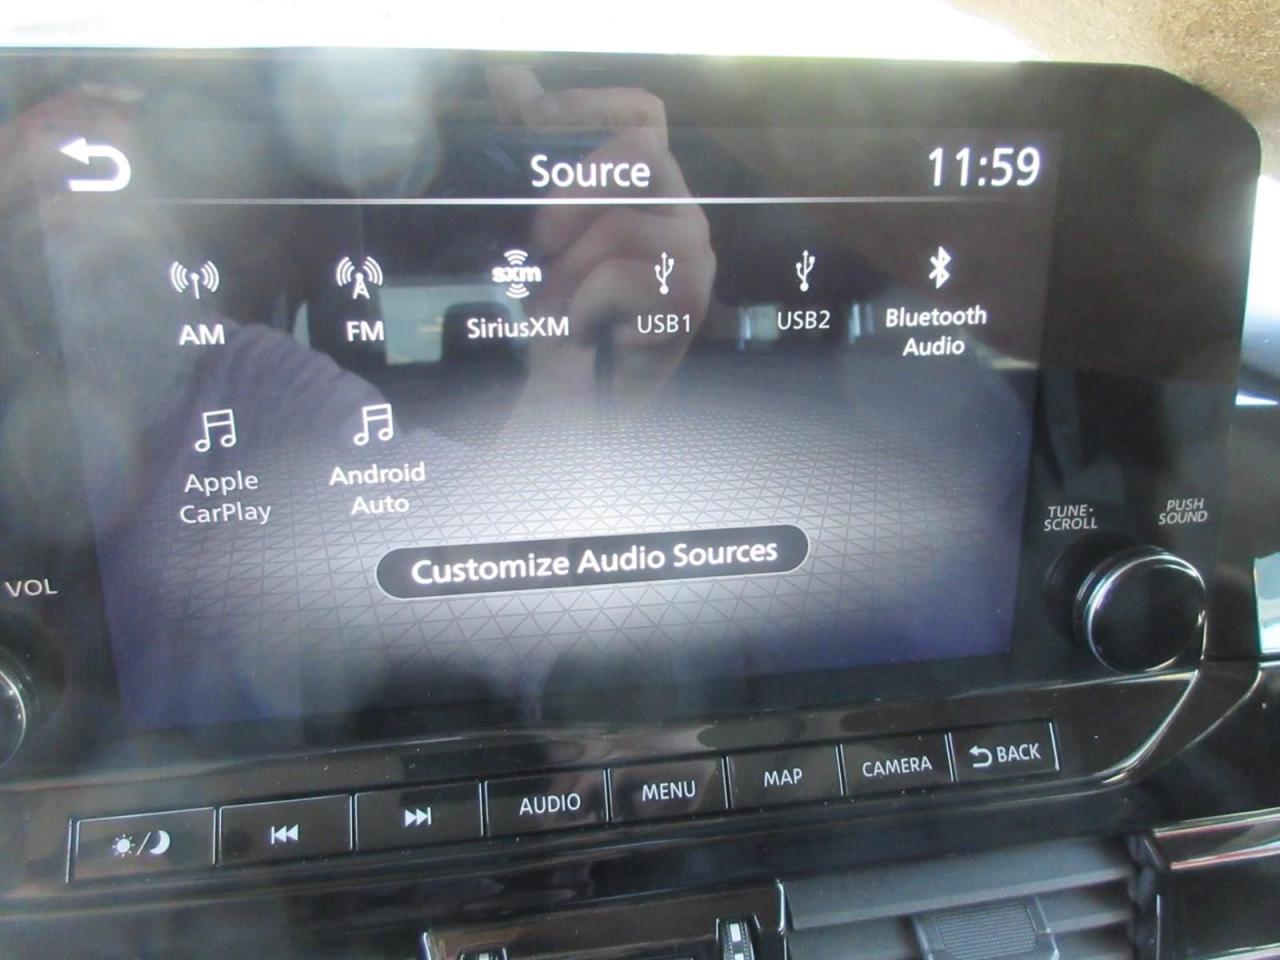 Source
11:59
AM
FM
sxm
SiriusXM
USB1
USB2
Bluetooth
Audio
Apple
CarPlay
Android
Auto
Customize Audio Sources
VOL
TUNE•
SCROLL
PUSH
SOUND
AUDIO
MENU
MAP
CAMERA
BACK